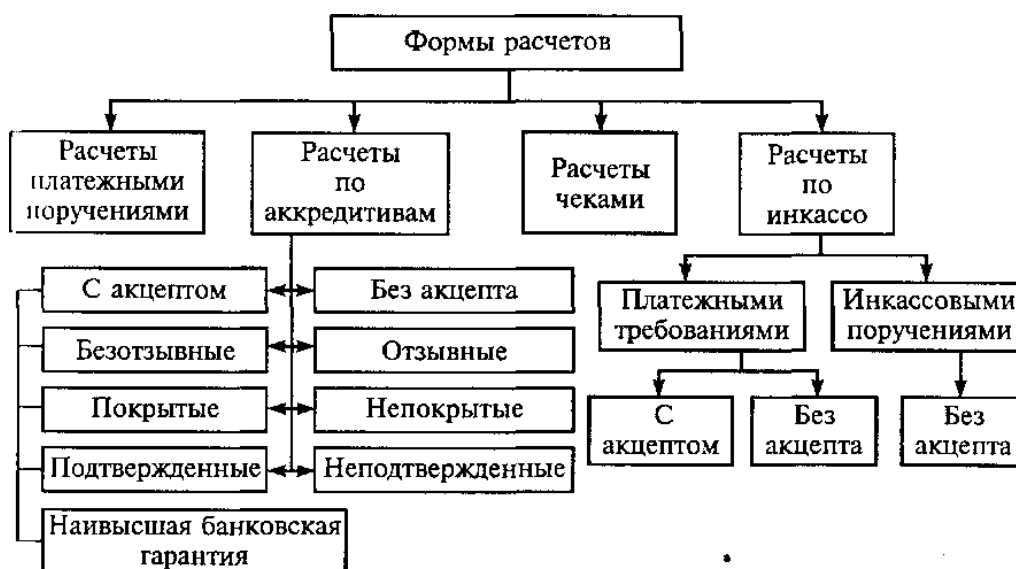 Формы расчетов
Расчеты
платежными
поручениями
Расчеты
по
аккредитивам
Расчеты
чеками
Расчеты
по
инкассо
С акцептом
Без акцепта
Безотзывные
Отзывные
Покрытые
Непокрытые
Подтвержденные
Неподтвержденные
Наивысшая банковская
гарантия
Платежными
требованиями
Инкассовыми
поручениями
С
акцептом
Без
акцепта
Без
акцепта